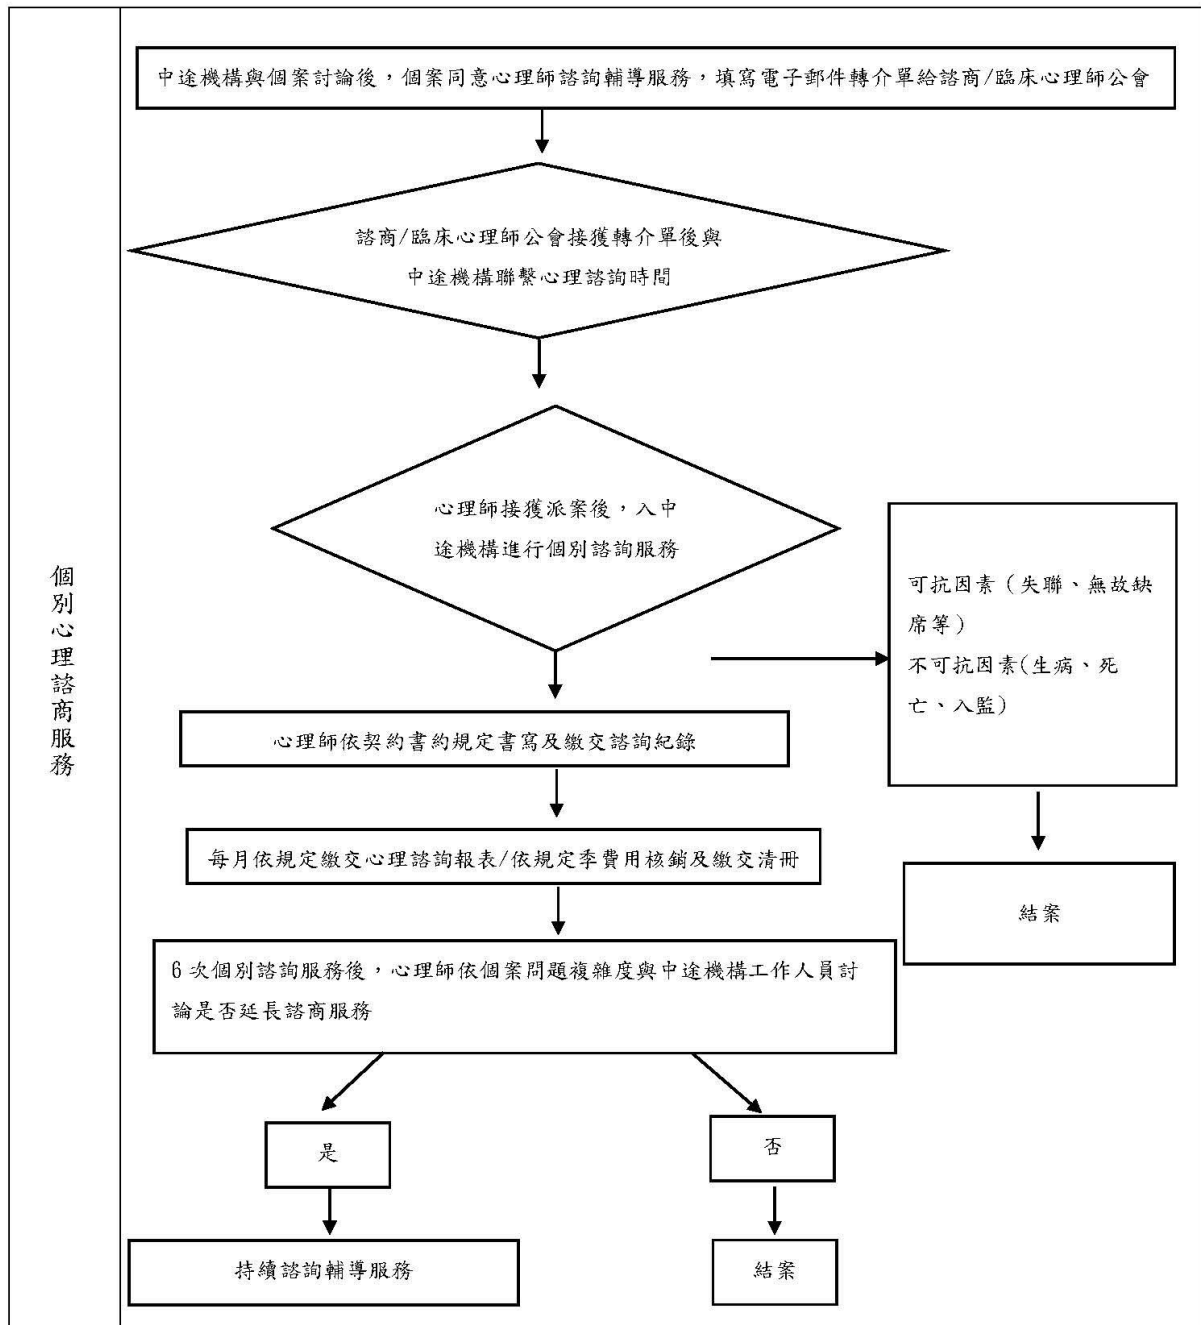 個別心理諮商服務
中途機構與個案討論後，個案同意心理師諮詢輔導服務，填寫電子郵件轉介單給諮商/臨床心理師公會
諮商/臨床心理師公會接獲轉介單後與
中途機構聯繫心理諮詢時間
心理師接獲派案後，入中
途機構進行個別諮詢服務
可抗因素（失聯、無故缺
席等）
不可抗因素(生病、死
亡、入監)
心理師依契約書約規定書寫及繳交諮詢紀錄
每月依規定繳交心理諮詢報表/依規定季費用核銷及繳交清冊
結案
6 次個別諮詢服務後，心理師依個案問題複雜度與中途機構工作人員討
論是否延長諮商服務
是
否
持續諮詢輔導服務
結案